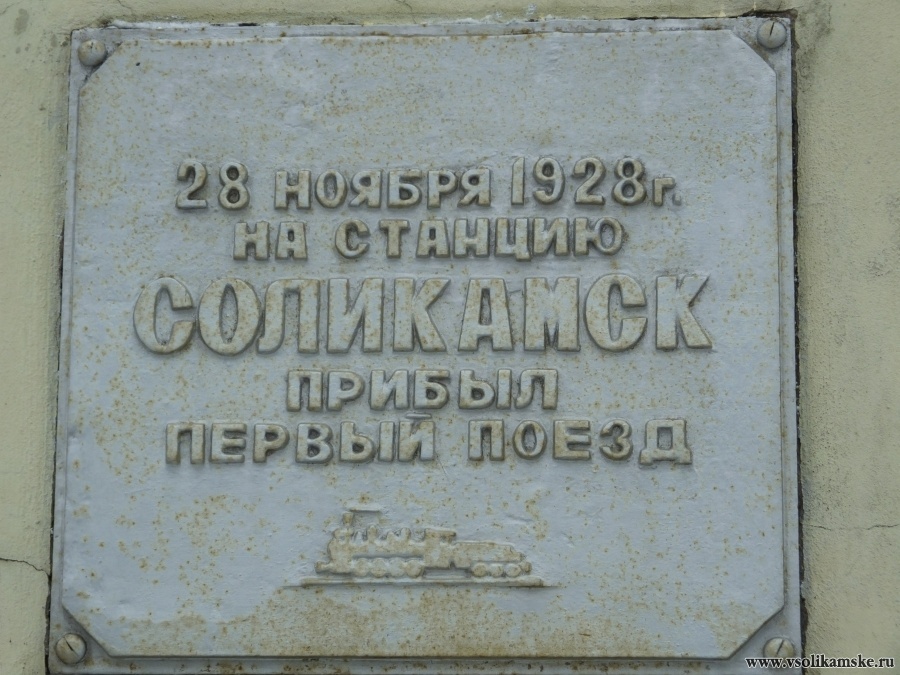 28 НОЯБРЯ 1928г.
НА СТАНЦИЮ
СОЛИКАМСК
ПРИБЫЛ
ПЕРВЫЙ ПОЕЗД
www.vsolikamske.ru